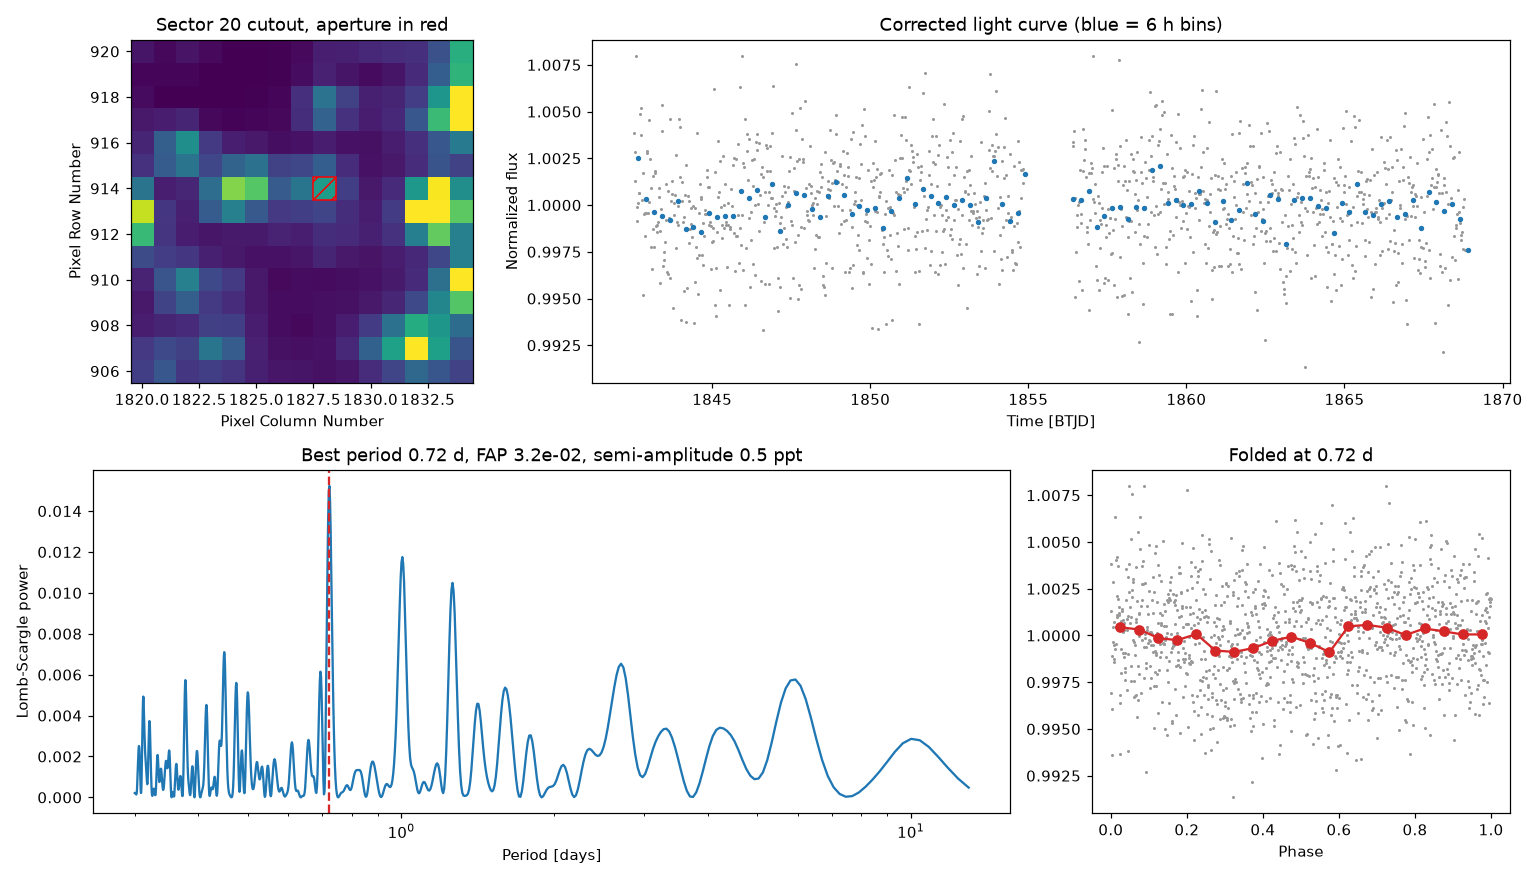 Sector 20 cutout, aperture in red
920
918
916
914
912
910
908
906
Pixel Row Number
1820.0 1822.5 1825.0 1827.5 1830.0 1832.5
Pixel Column Number
Corrected light curve (blue = 6 h bins)
1.0075
1.0050
1.0025
1.0000
0.9975
0.9950
0.9925
Normalized flux
1845 1850 1855 1860 1865 1870
Time [BTJD]
Best period 0.72 d, FAP 3.2e-02, semi-amplitude 0.5 ppt
0.014
0.012
0.010
0.008
0.006
0.004
0.002
0.000
Lomb-Scargle power
10⁰ 10¹
Period [days]
Folded at 0.72 d
1.0075
1.0050
1.0025
1.0000
0.9975
0.9950
0.9925
0.0 0.2 0.4 0.6 0.8 1.0
Phase